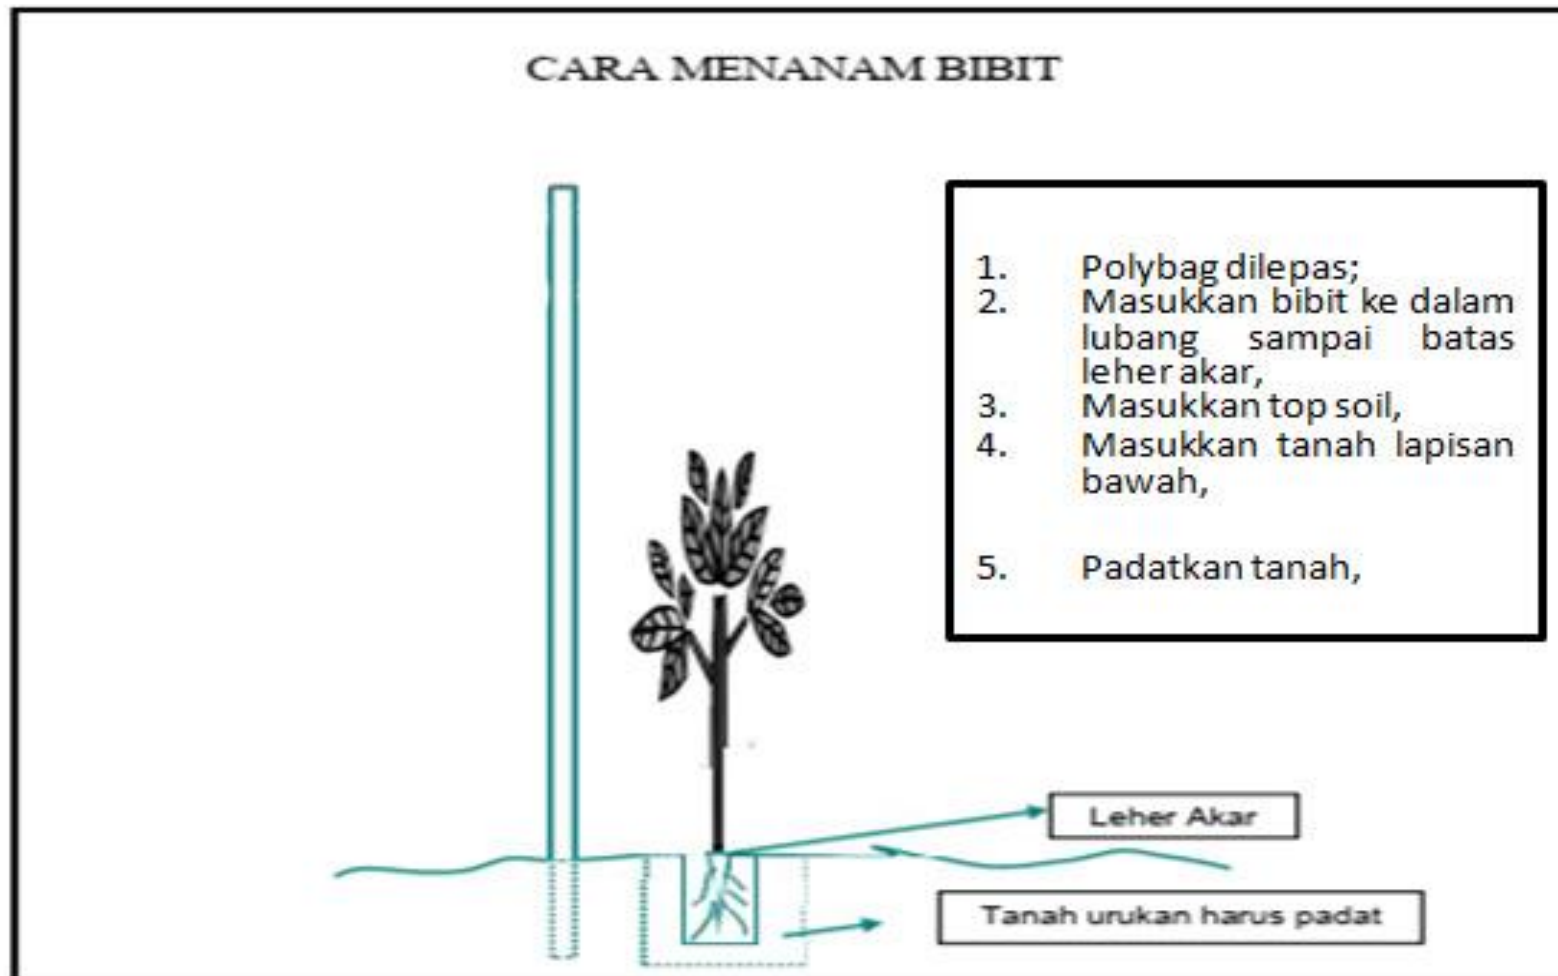 CARA MENANAM BIBIT
1. Polybag dilepas;
2. Masukkan bibit ke dalam
lubang sampai batas
leher akar,
3. Masukkan top soil,
4. Masukkan tanah lapisan
bawah,
5. Padatkan tanah,
Leher Akar
Tanah urukan harus padat